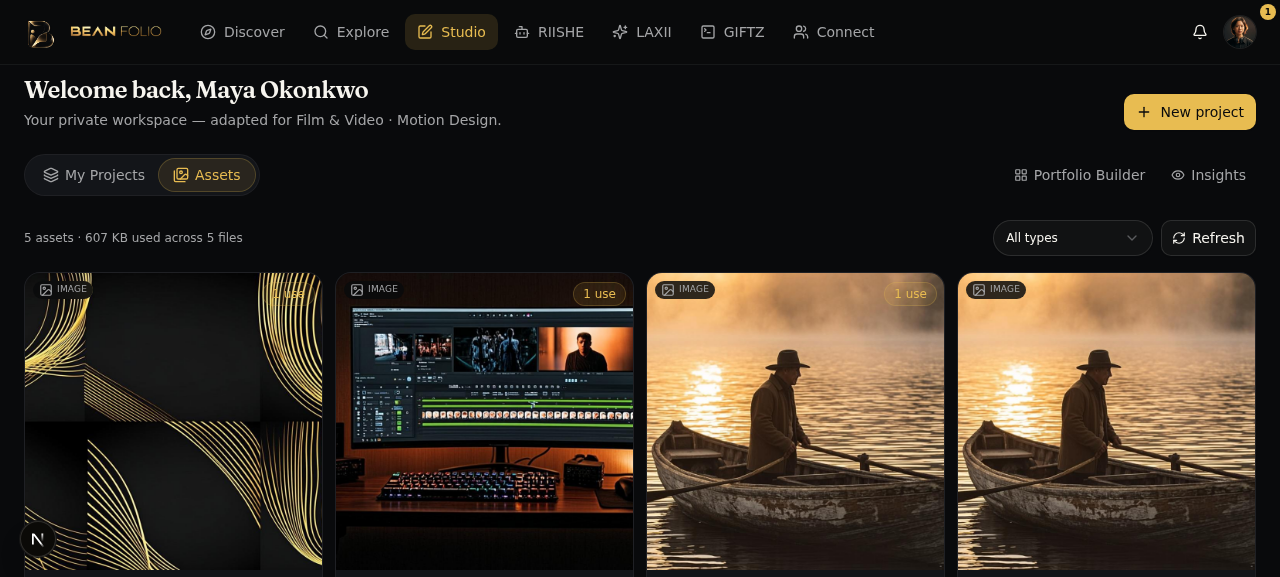 BEAN FOLIO
Discover
Explore
Studio
RIISHE
LAXII
GIFTZ
Connect
1
Welcome back, Maya Okonkwo
Your private workspace — adapted for Film & Video · Motion Design.
New project
My Projects
Assets
Portfolio Builder
Insights
5 assets · 607 KB used across 5 files
All types
Refresh
IMAGE
1 use
IMAGE
1 use
IMAGE
1 use
IMAGE
N